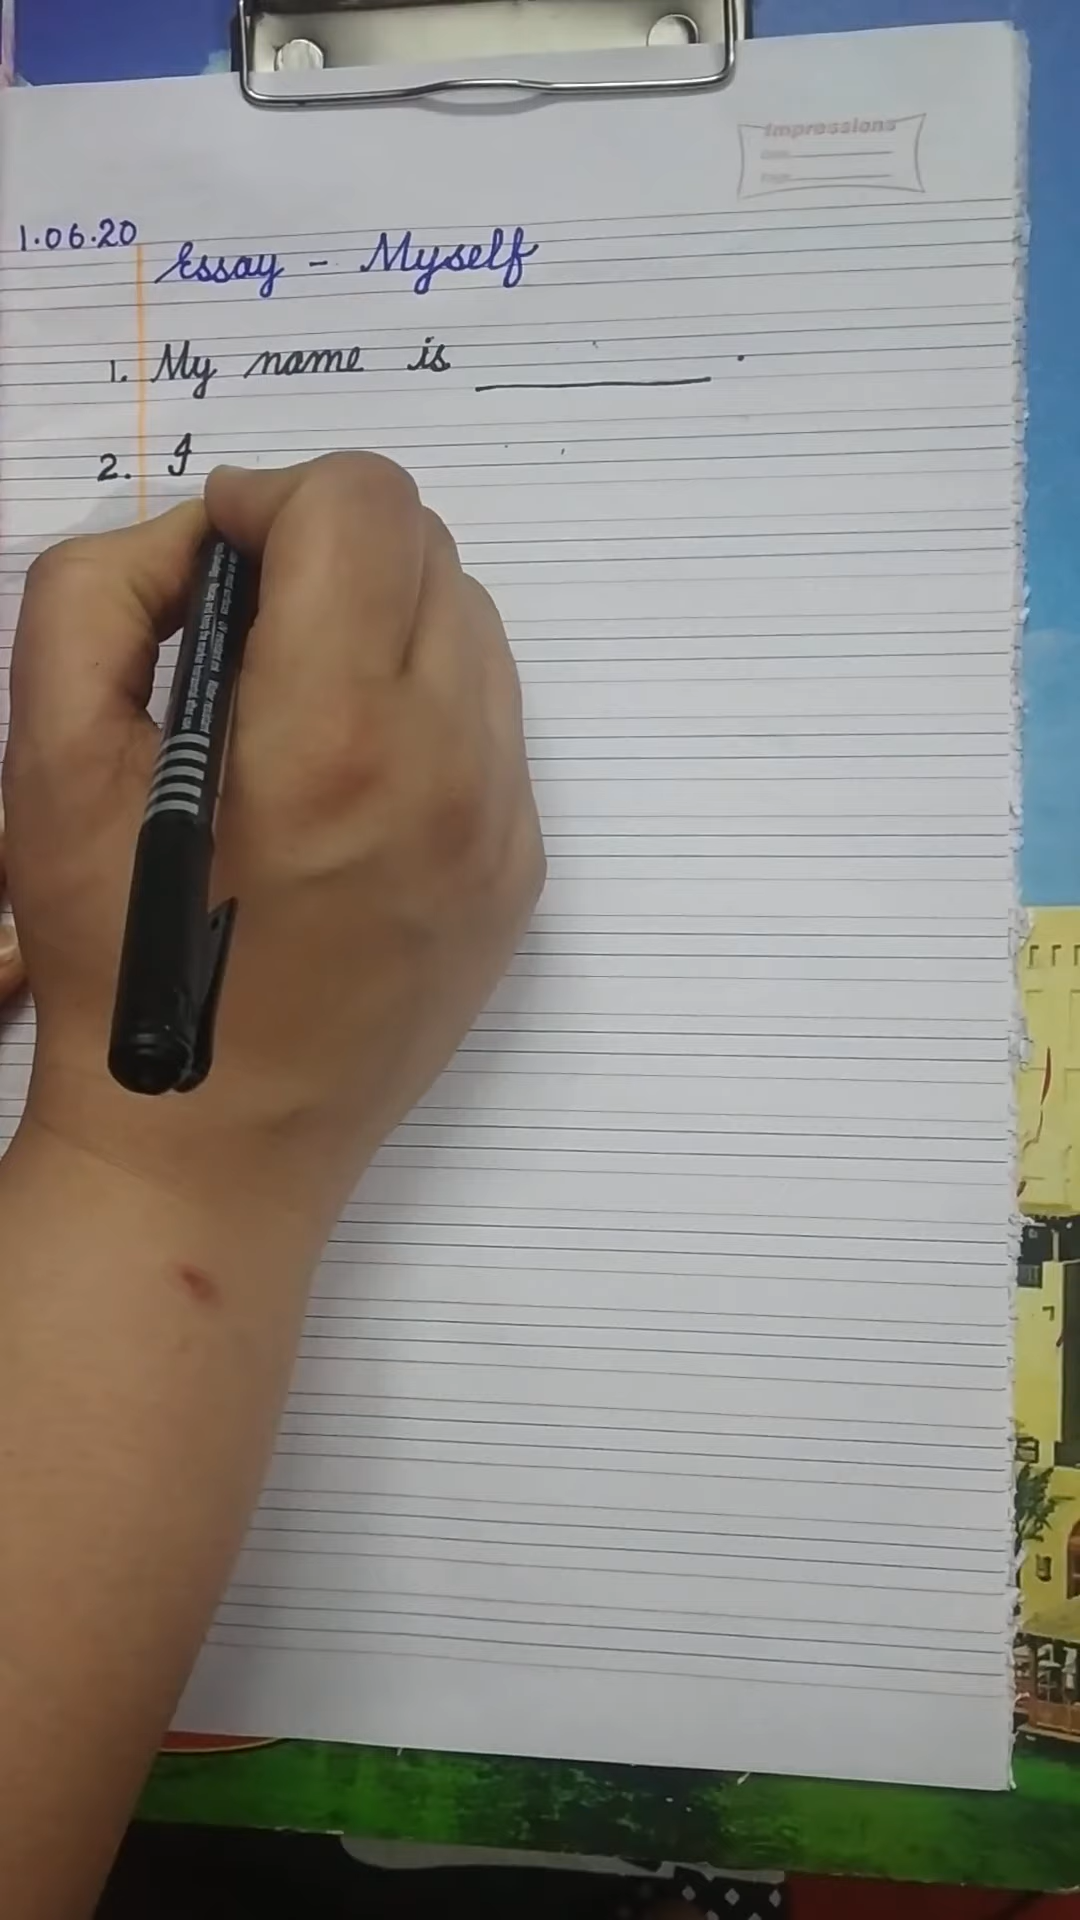 Impressions
1.06.20
Essay - Myself
1. My name is ________ .
2. I